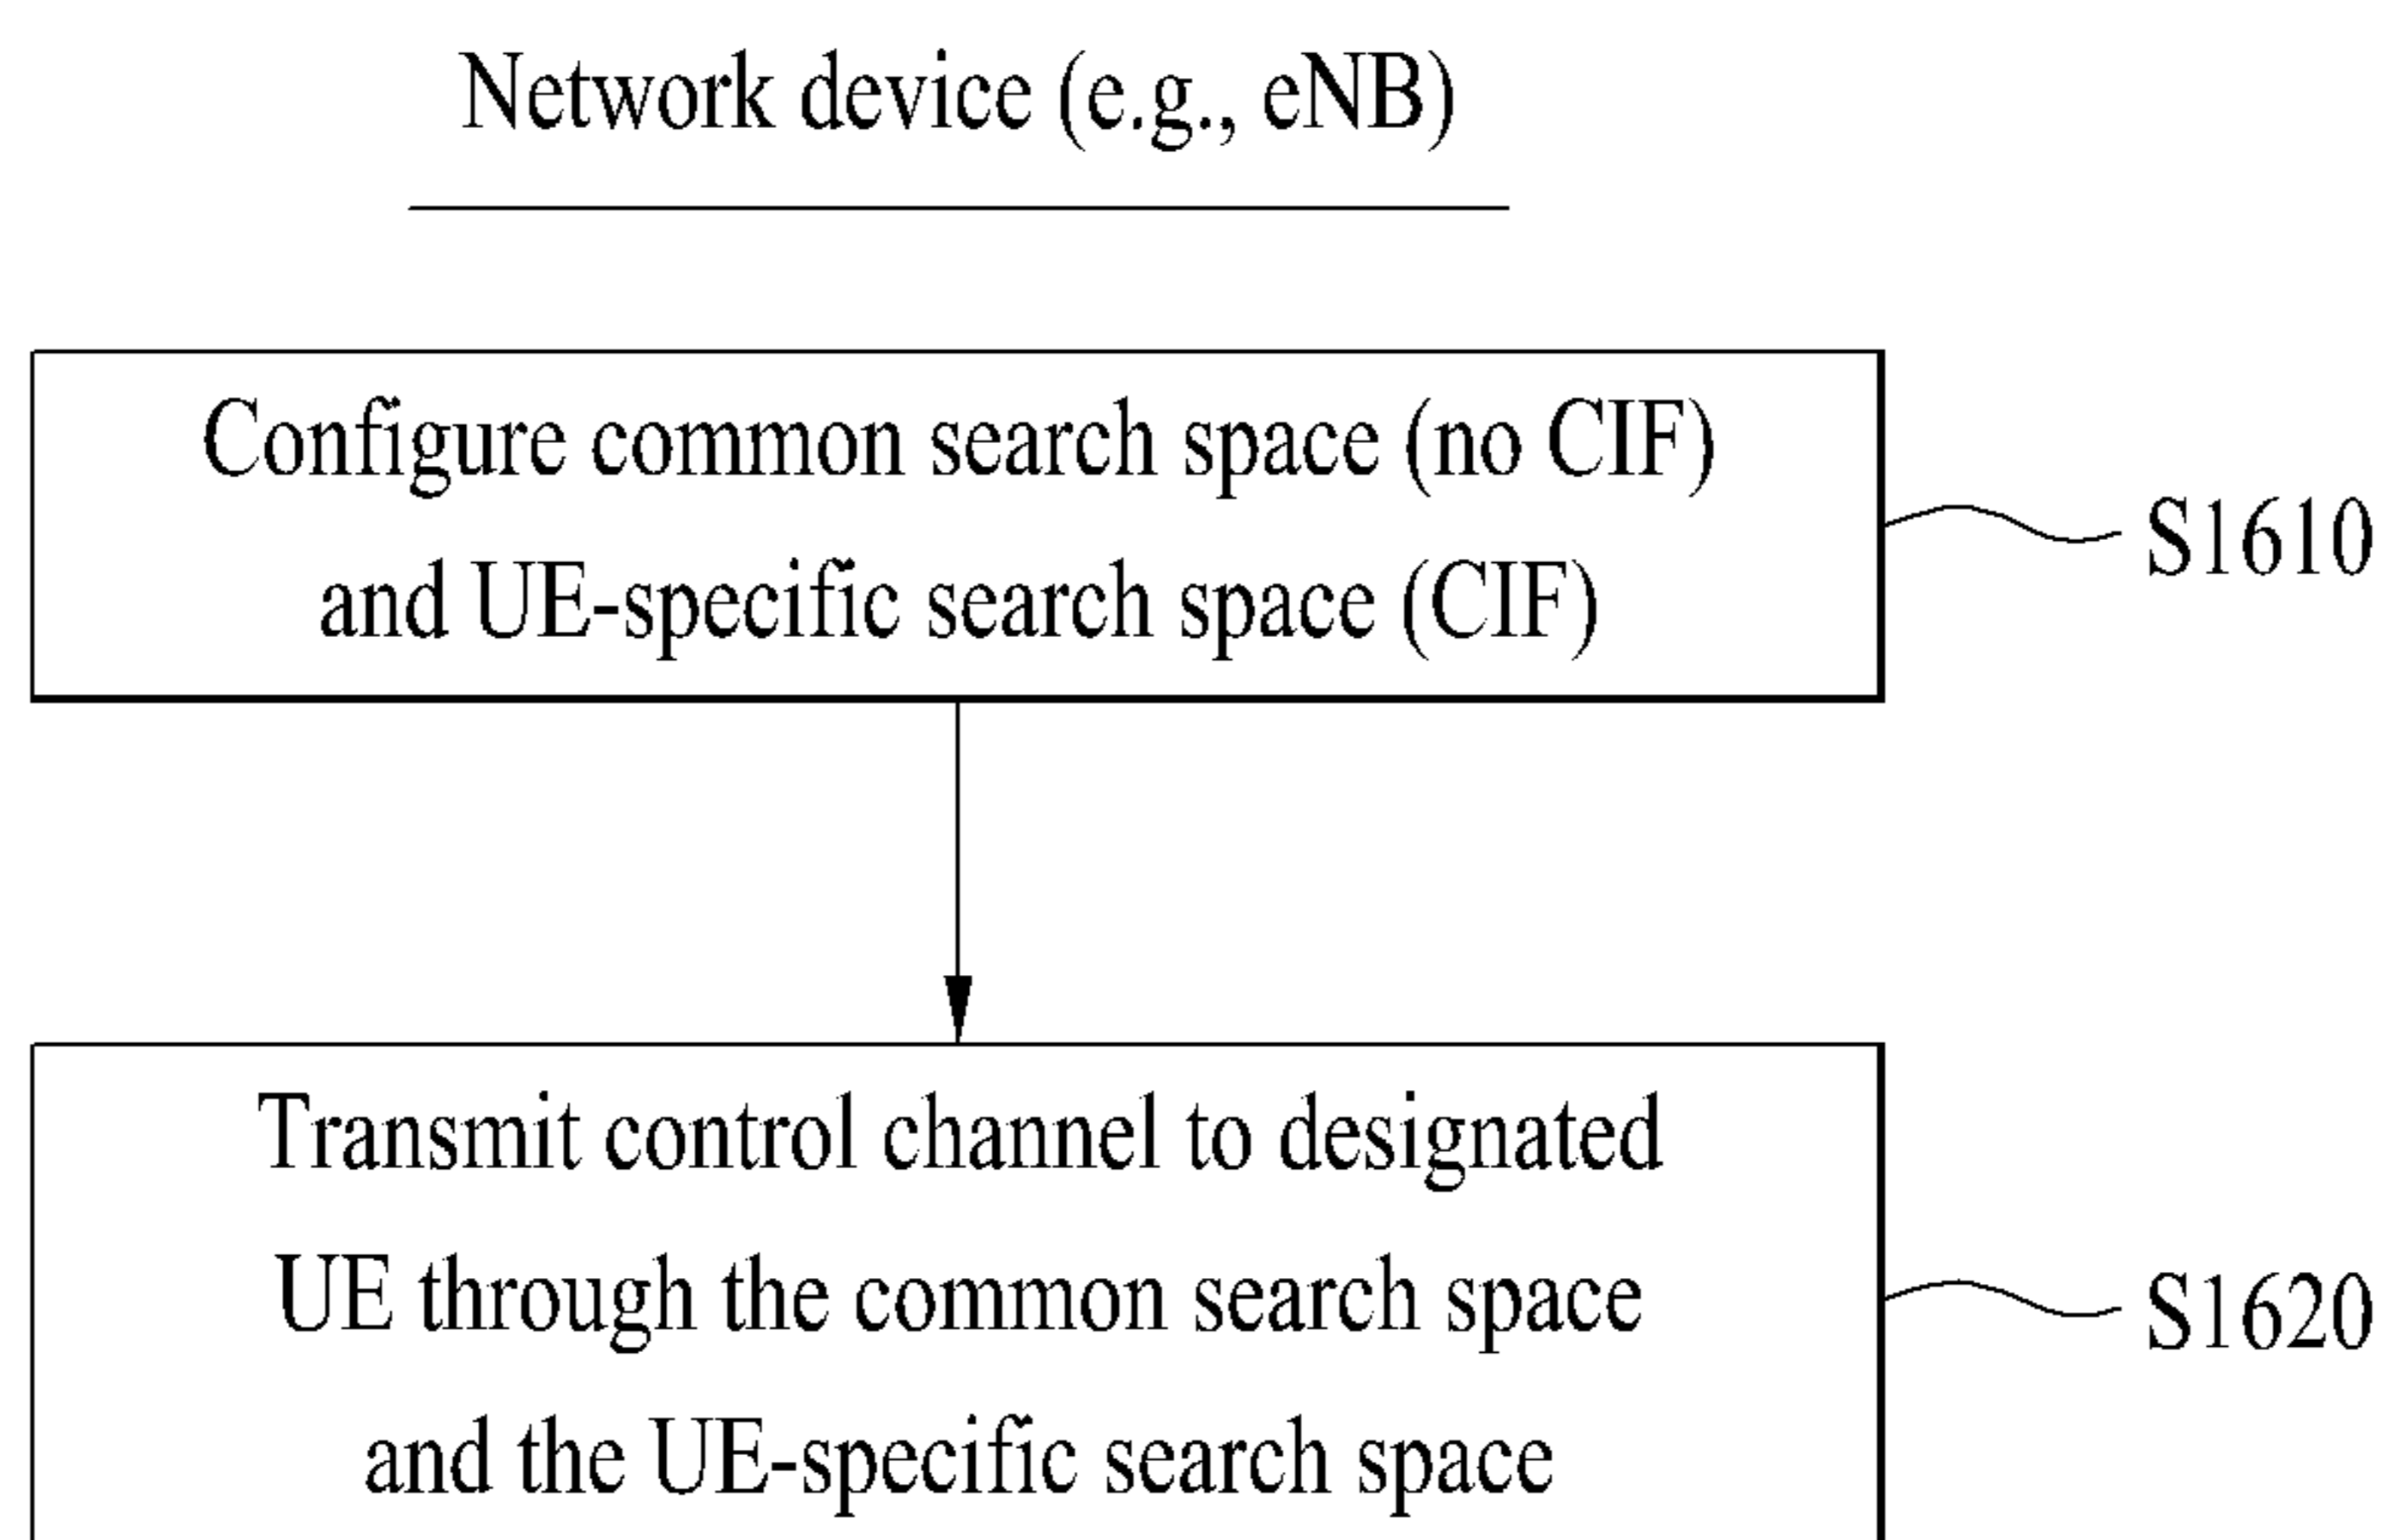 Network device (e.g., eNB)
Configure common search space (no CIF)
and UE-specific search space (CIF)
S1610
Transmit control channel to designated
UE through the common search space
and the UE-specific search space
S1620